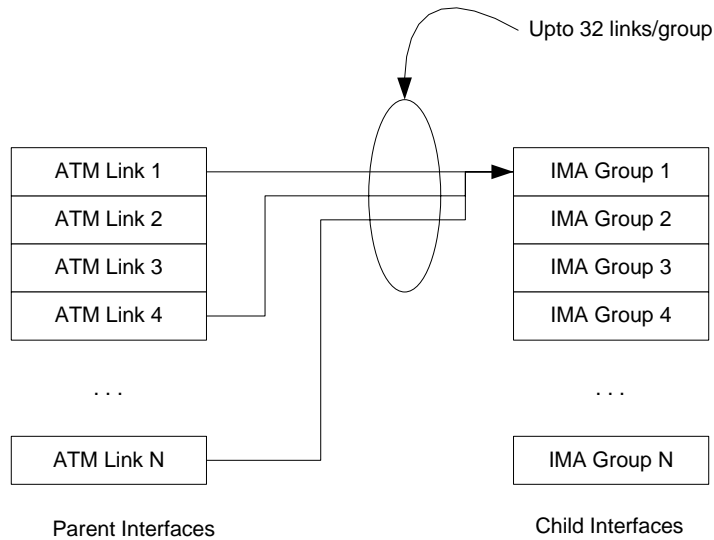 Upto 32 links/group
ATM Link 1
ATM Link 2
ATM Link 3
ATM Link 4
. . .
ATM Link N
Parent Interfaces
IMA Group 1
IMA Group 2
IMA Group 3
IMA Group 4
. . .
IMA Group N
Child Interfaces